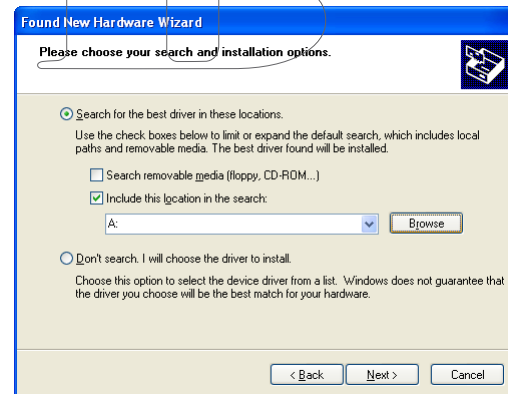 Found New Hardware Wizard
Please choose your search and installation options.
Search for the best driver in these locations.
Use the check boxes below to limit or expand the default search, which includes local
paths and removable media. The best driver found will be installed.
Search removable media (floppy, CD-ROM...)
Include this location in the search:
A:
Browse
Don't search. I will choose the driver to install.
Choose this option to select the device driver from a list. Windows does not guarantee that
the driver you choose will be the best match for your hardware.
< Back Next > Cancel